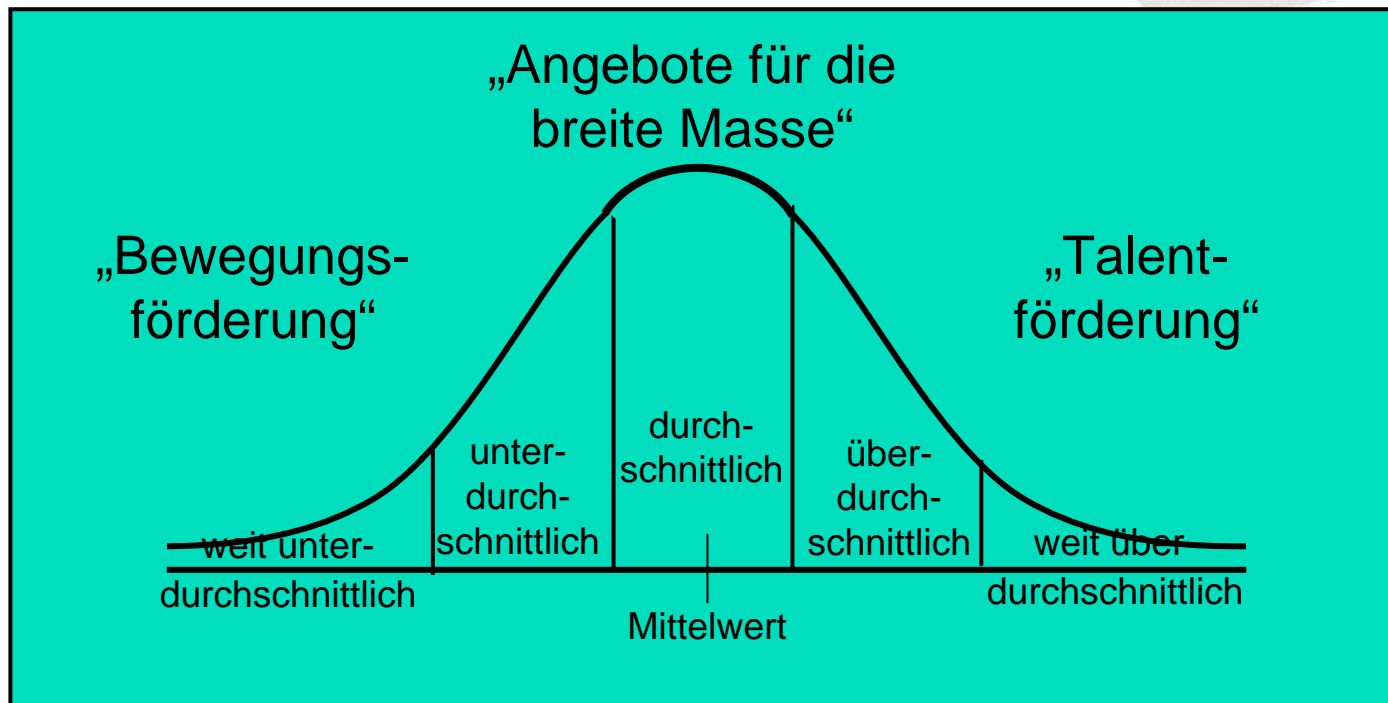 „Angebote für die
breite Masse“
„Bewegungs-
förderung“
„Talent-
förderung“
weit unter-
durchschnittlich
unter-
durch-
schnittlich
durch-
schnittlich
über-
durch-
schnittlich
weit über
durchschnittlich
Mittelwert